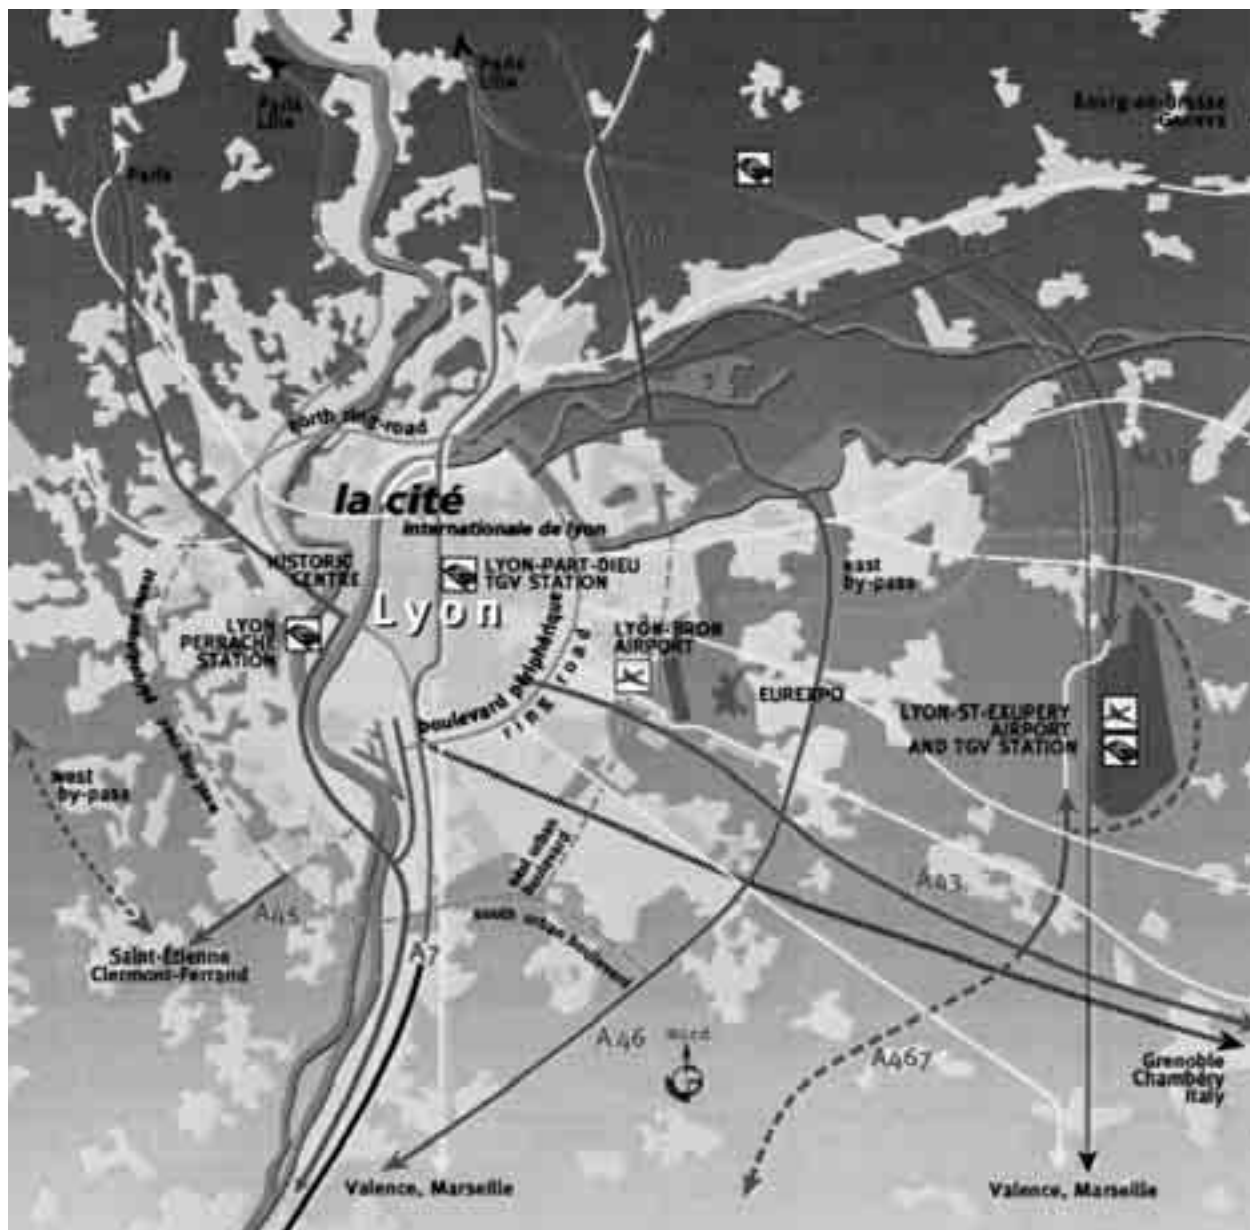 Paris
Lille
Paris
Lille
Bourg-en-Bresse
Geneva
Paris
north ring-road
la cité
internationale de lyon
HISTORIC
CENTRE
LYON-PART-DIEU
TGV STATION
east
by-pass
Lyon
LYON
PERRACHE
STATION
LYON-BRON
AIRPORT
boulevard périphérique
ring road
EUREXPO
LYON-ST-EXUPERY
AIRPORT
AND TGV STATION
west
by-pass
east urban
boulevard
A43
A45
south urban boulevard
Saint-Étienne
Clermont-Ferrand
A7
A46
nord
A467
Grenoble
Chambéry
Italy
Valence, Marseille
Valence, Marseille